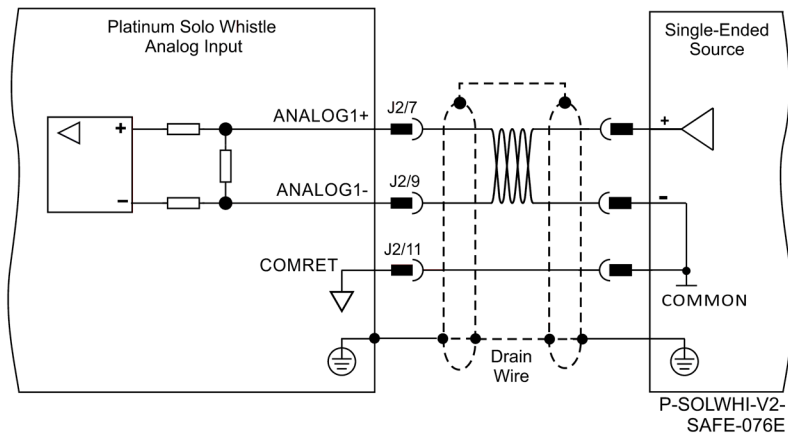 Platinum Solo Whistle
Analog Input
Single-Ended
Source
ANALOG1+
J2/7
+
+
ANALOG1-
J2/9
-
-
COMRET
J2/11
COMMON
Drain
Wire
P-SOLWHI-V2-
SAFE-076E